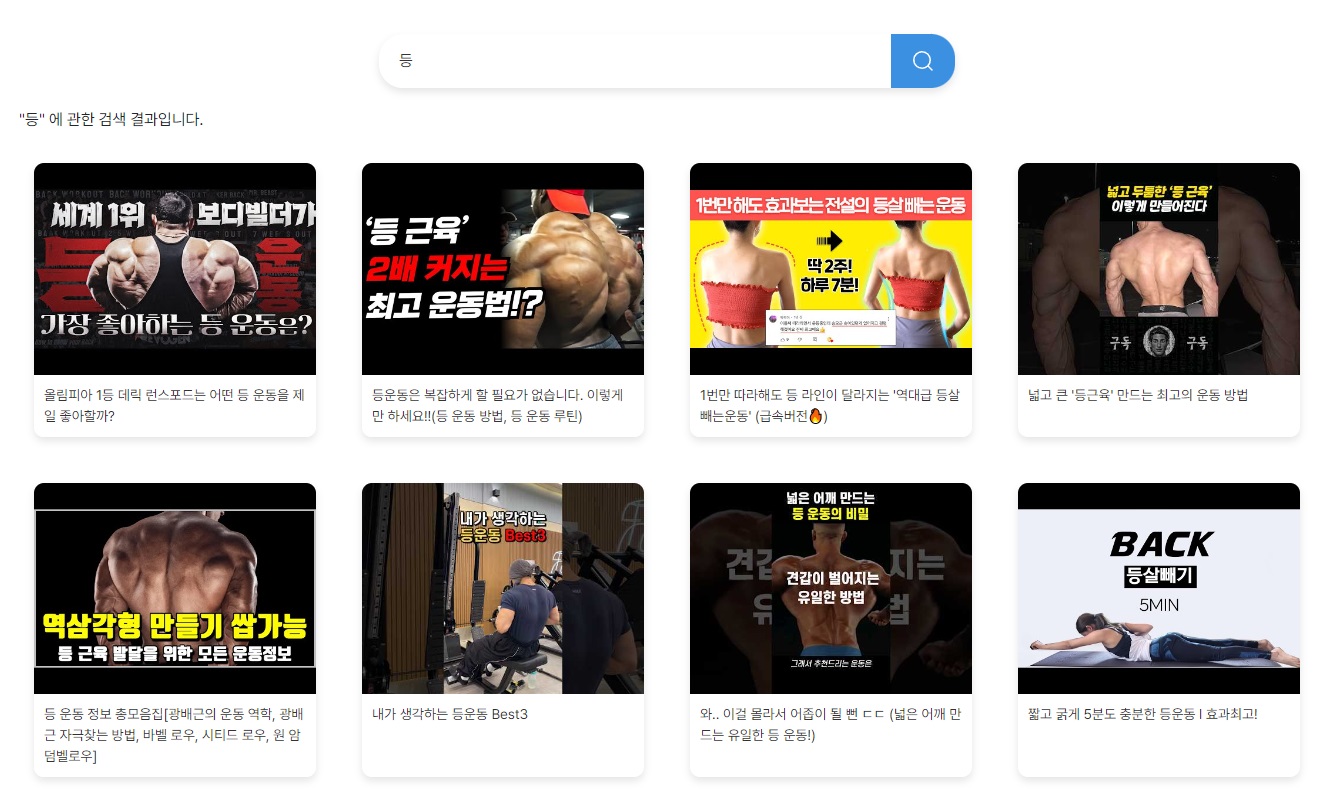 등
"등" 에 관한 검색 결과입니다.
세계 1위 보디빌더가
등 운동
가장 좋아하는 등 운동은?
올림피아 1등 데릭 런스포드는 어떤 등 운동을 제
일 좋아할까?
‘등 근육’
2배 커지는
최고 운동법!?
등운동은 복잡하게 할 필요가 없습니다. 이렇게
만 하세요!!(등 운동 방법, 등 운동 루틴)
1번만 해도 효과보는 전설의 등살 빼는 운동
딱 2주!
하루 7분!
1번만 따라해도 등 라인이 달라지는 '역대급 등살
빼는운동' (급속버전🔥)
넓고 두툼한 ‘등 근육’
이렇게 만들어진다
구독 구독
넓고 큰 '등근육' 만드는 최고의 운동 방법
역삼각형 만들기 쌉가능
등 근육 발달을 위한 모든 운동정보
등 운동 정보 총모음집[광배근의 운동 역학, 광배
근 자극찾는 방법, 바벨 로우, 시티드 로우, 원 암
덤벨로우]
내가 생각하는
등운동 Best3
내가 생각하는 등운동 Best3
넓은 어깨 만드는
등 운동의 비밀
견갑이 벌어지는
유일한 방법
그래서 추천드리는 운동은
와.. 이걸 몰라서 어좁이 될 뻔 ㄷㄷ (넓은 어깨 만
드는 유일한 등 운동!)
BACK
등살빼기
5MIN
짧고 굵게 5분도 충분한 등운동 l 효과최고!